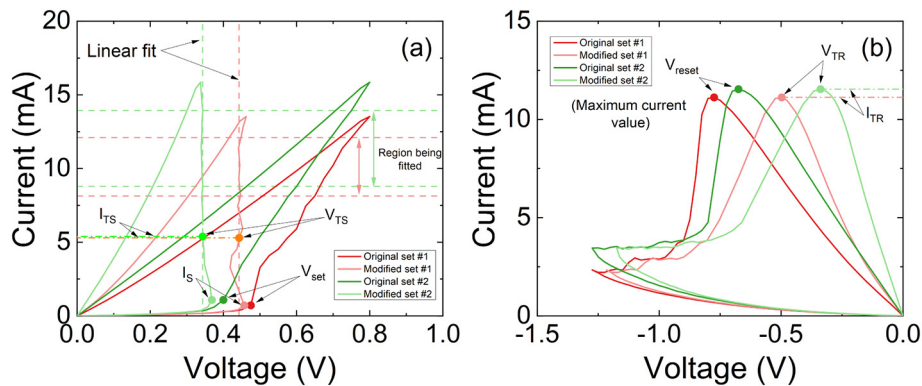 20
15
10
5
0
0.0
0.2
0.4
0.6
0.8
1.0
Current (mA)
Voltage (V)
(a)
Linear fit
Region being
fitted
I_TS
V_TS
I_S
V_set
Original set #1
Modified set #1
Original set #2
Modified set #2
15
10
5
0
-1.5
-1.0
-0.5
0.0
Current (mA)
Voltage (V)
(b)
Original set #1
Modified set #1
Original set #2
Modified set #2
V_TR
V_reset
(Maximum current
value)
I_TR